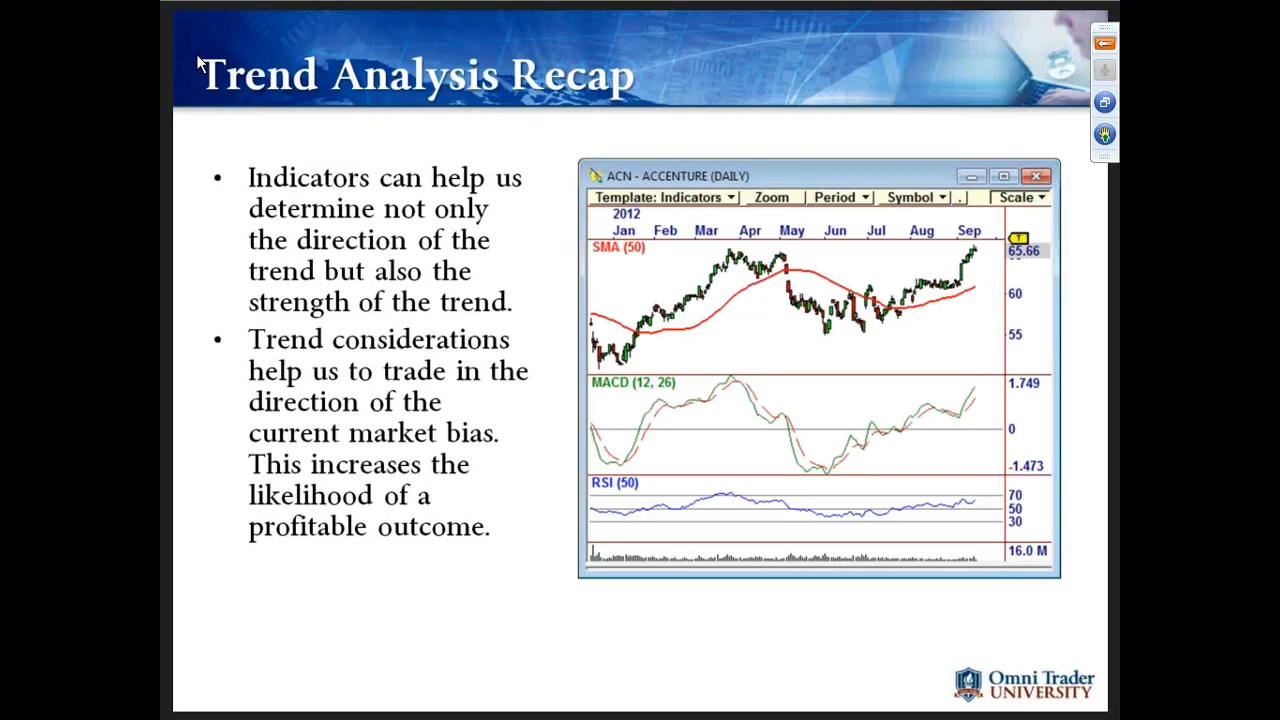 Trend Analysis Recap
• Indicators can help us
determine not only
the direction of the
trend but also the
strength of the trend.
• Trend considerations
help us to trade in the
direction of the
current market bias.
This increases the
likelihood of a
profitable outcome.
ACN - ACCENTURE (DAILY)
Template: Indicators Zoom Period Symbol . Scale
2012
Jan Feb Mar Apr May Jun Jul Aug Sep
SMA (50)
T
65.66
60
55
MACD (12, 26)
1.749
0
-1.473
RSI (50)
70
50
30
16.0 M
Omni Trader
UNIVERSITY